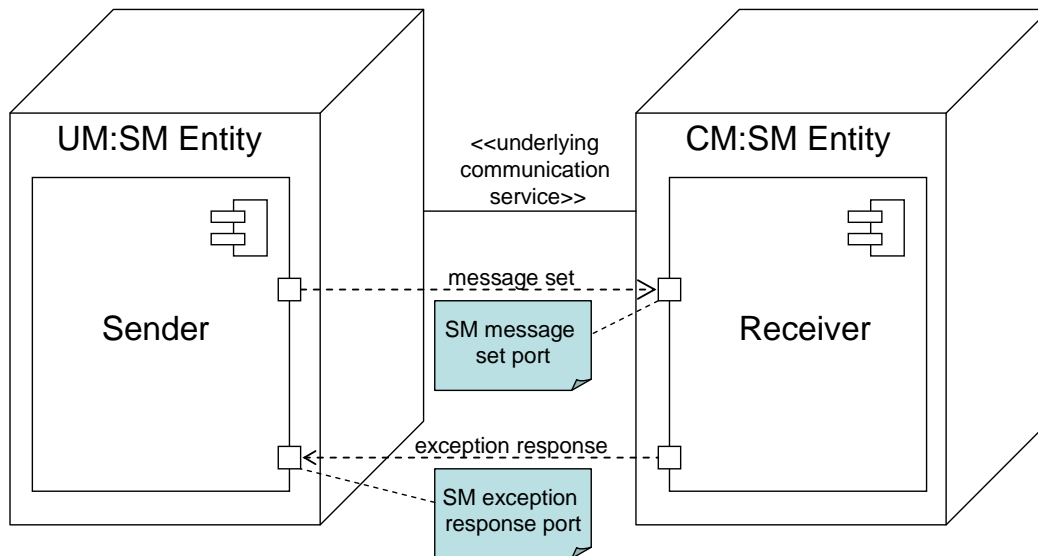 UM:SM Entity
<<underlying
communication
service>>
CM:SM Entity
message set
Sender
SM message
set port
Receiver
exception response
SM exception
response port